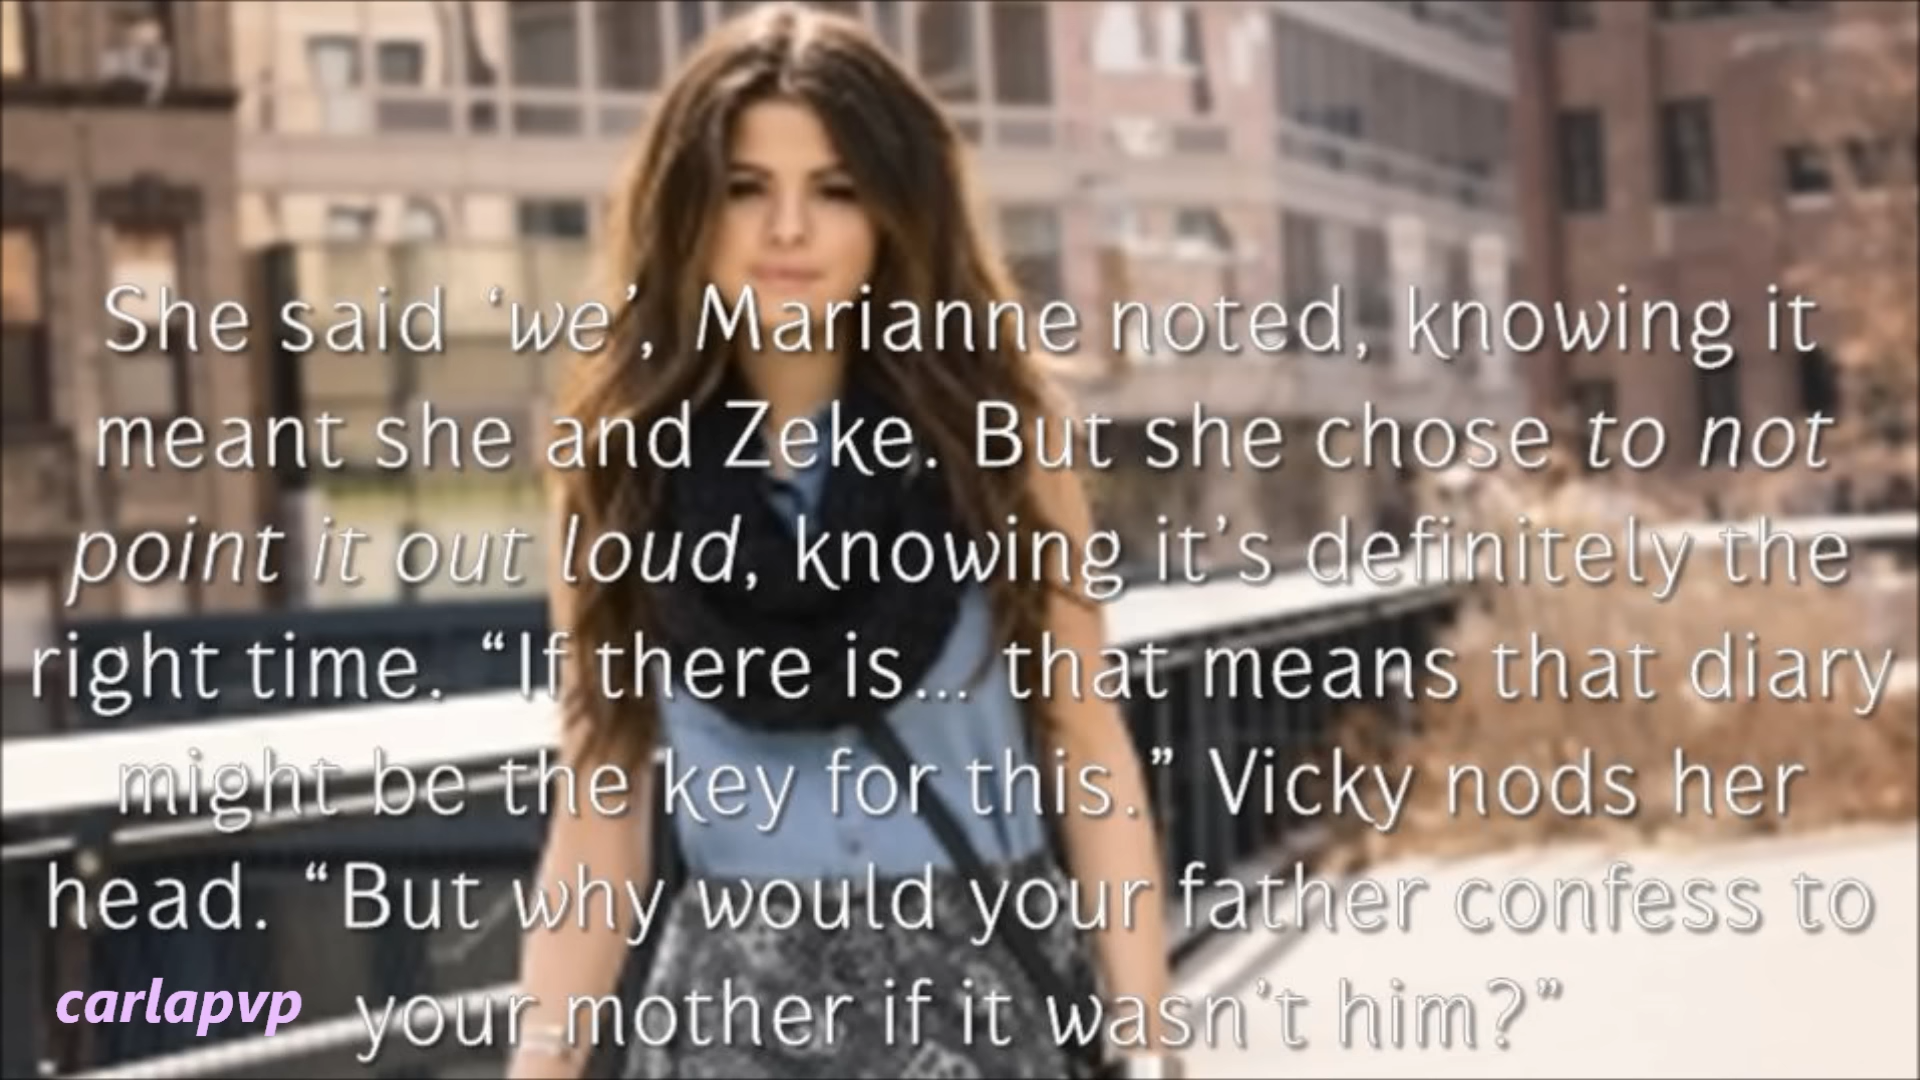 She said ‘we’, Marianne noted, knowing it
meant she and Zeke. But she chose to not
point it out loud, knowing it’s definitely the
right time. “If there is... that means that diary
might be the key for this.” Vicky nods her
head. “But why would your father confess to
your mother if it wasn’t him?”
carlapvp